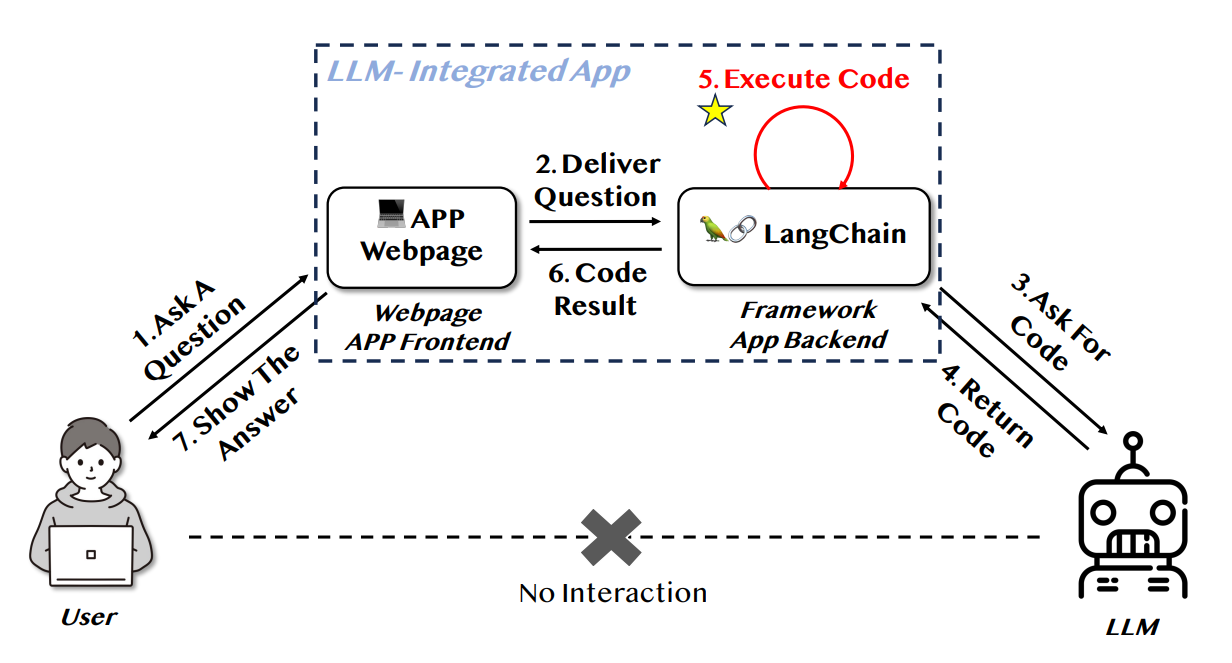 LLM- Integrated App
5. Execute Code
2. Deliver
Question
APP
Webpage
LangChain
6. Code
Result
Webpage
APP Frontend
Framework
App Backend
1. Ask A
Question
7. Show The
Answer
3. Ask For
Code
4. Return
Code
No Interaction
User
LLM